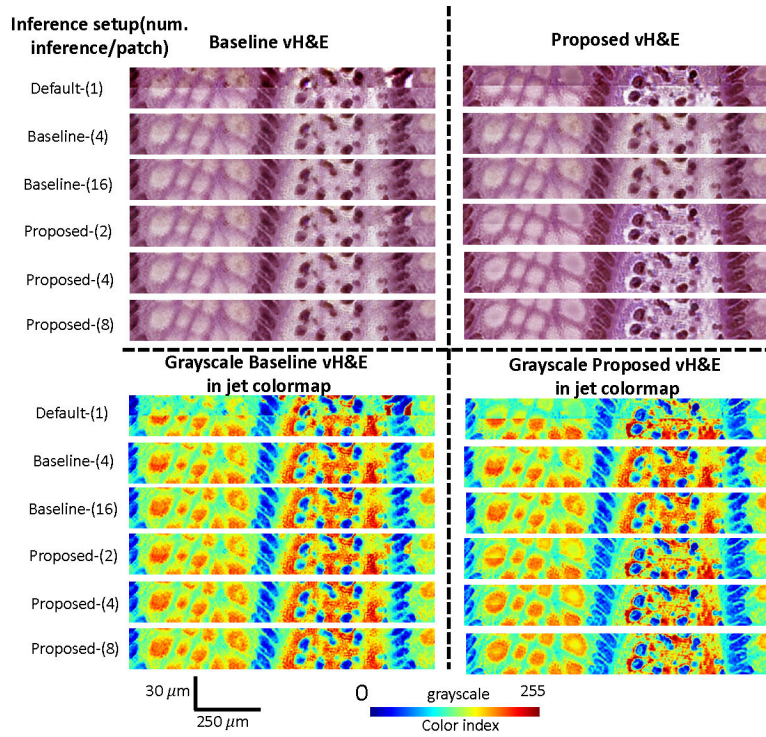 Inference setup(num.
inference/patch)
Baseline vH&E
Proposed vH&E
Default-(1)
Baseline-(4)
Baseline-(16)
Proposed-(2)
Proposed-(4)
Proposed-(8)
Grayscale Baseline vH&E
in jet colormap
Grayscale Proposed vH&E
in jet colormap
Default-(1)
Baseline-(4)
Baseline-(16)
Proposed-(2)
Proposed-(4)
Proposed-(8)
30 μm
250 μm
0 grayscale 255
Color index